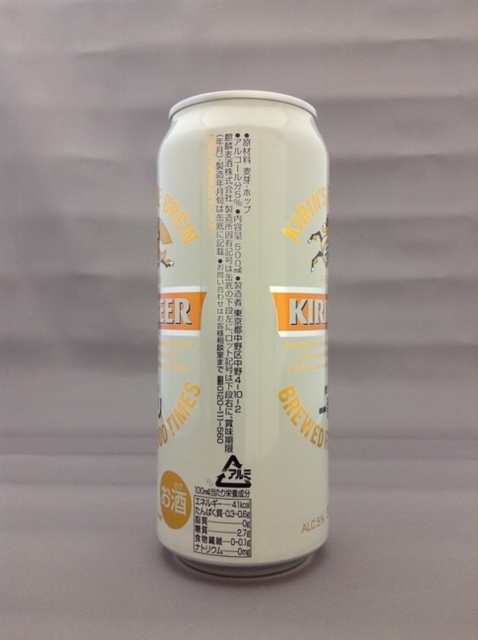 BREW
BEER
GOOD TIMES
お酒
●原材料 麦芽・ホップ
●アルコール分5% ●内容量 500㎖ ●製造者 東京都中野区中野4-10-2
麒麟麦酒株式会社 製造所固有記号は缶底の下段左に、ロット記号は下段右に、賞味期限
(年月)・製造年月旬は缶底に記載 ●お問い合わせはお客様相談室まで 0120-111-560
アルミ
100㎖当たり栄養成分
エネルギー 41kcal
たんぱく質 0.3-0.6g
脂質 0g
糖質 2.7g
食物繊維 0-0.1g
ナトリウム 0mg
KIRIN'S
KIR
BREWED F
ALC.5%